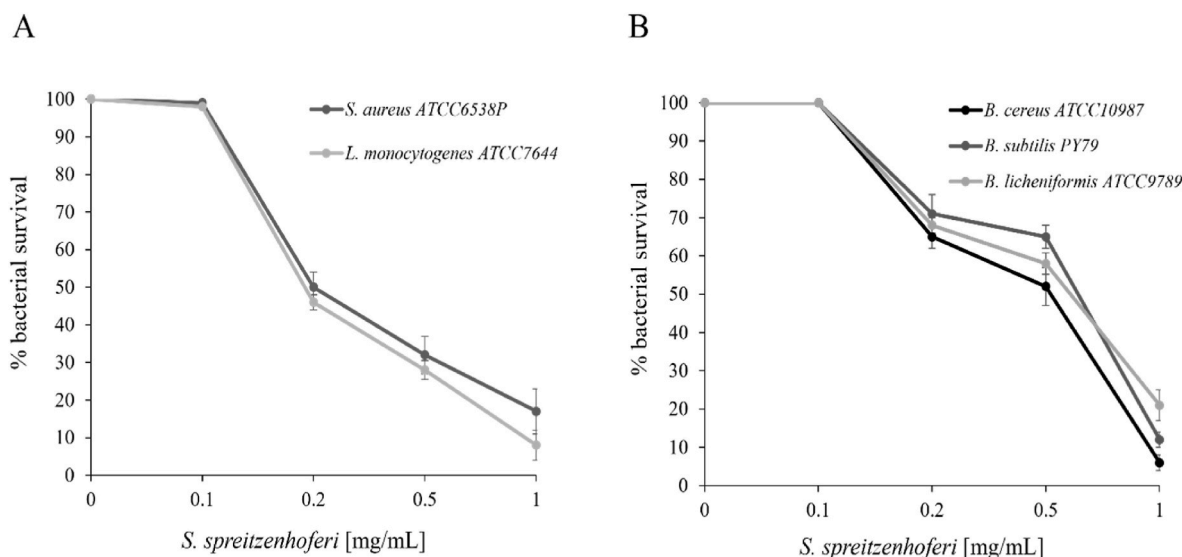 A
B
S. aureus ATCC6538P
L. monocytogenes ATCC7644
100
90
80
70
60
50
40
30
20
10
0
% bacterial survival
0 0.1 0.2 0.5 1
S. spreitzenhoferi [mg/mL]
B. cereus ATCC10987
B. subtilis PY79
B. licheniformis ATCC9789
100
90
80
70
60
50
40
30
20
10
0
% bacterial survival
0 0.1 0.2 0.5 1
S. spreitzenhoferi [mg/mL]